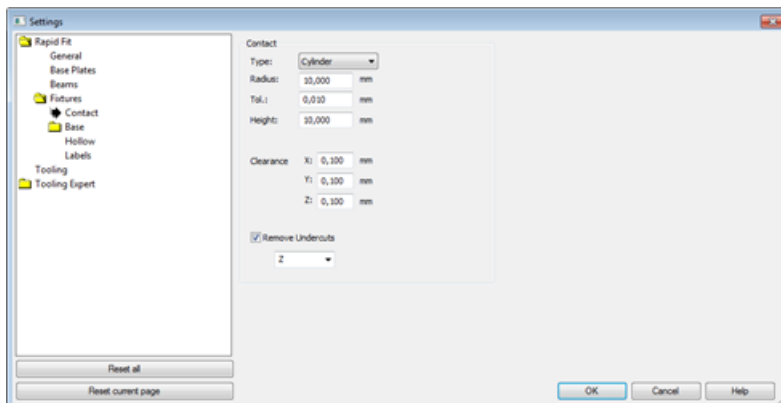 Settings
Rapid Fit
General
Base Plates
Beams
Fixtures
Contact
Base
Hollow
Labels
Tooling
Tooling Expert
Reset all
Reset current page
Contact
Type: Cylinder
Radius: 10,000 mm
Tol.: 0,010 mm
Height: 10,000 mm
Clearance X: 0,100 mm
Y: 0,100 mm
Z: 0,100 mm
Remove Undercuts
Z
OK Cancel Help